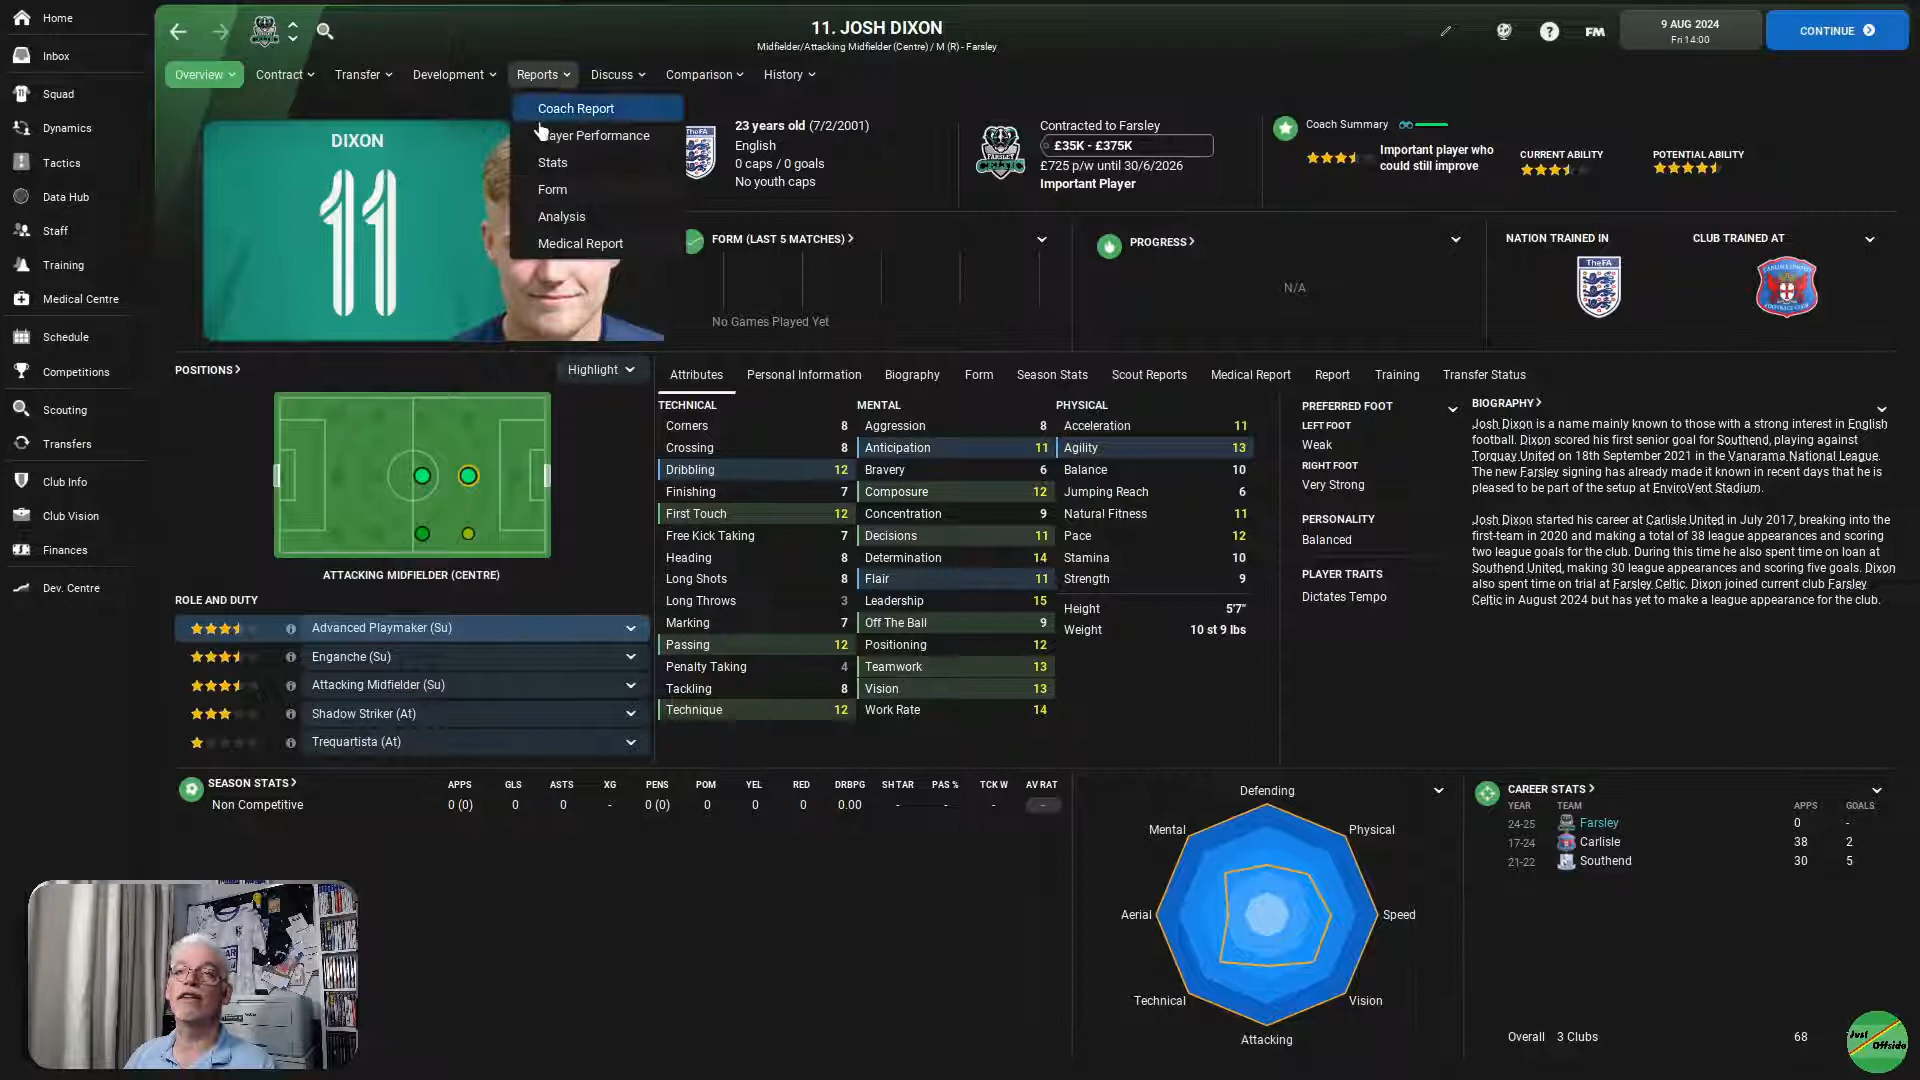 Home
Inbox
Squad
Dynamics
Tactics
Data Hub
Staff
Training
Medical Centre
Schedule
Competitions
Scouting
Transfers
Club Info
Club Vision
Finances
Dev. Centre
11. JOSH DIXON
Midfielder/Attacking Midfielder (Centre) / M (R) - Farsley
FM
9 AUG 2024
Fri 14:00
CONTINUE
Overview
Contract
Transfer
Development
Reports
Discuss
Comparison
History
Coach Report
ayer Performance
Stats
Form
Analysis
Medical Report
DIXON
11
TheFA
23 years old (7/2/2001)
English
0 caps / 0 goals
No youth caps
Contracted to Farsley
£35K - £375K
£725 p/w until 30/6/2026
Important Player
Coach Summary
Important player who
could still improve
CURRENT ABILITY
POTENTIAL ABILITY
FORM (LAST 5 MATCHES)
No Games Played Yet
PROGRESS
N/A
NATION TRAINED IN
TheFA
CLUB TRAINED AT
POSITIONS
Highlight
ATTACKING MIDFIELDER (CENTRE)
ROLE AND DUTY
Advanced Playmaker (Su)
Enganche (Su)
Attacking Midfielder (Su)
Shadow Striker (At)
Trequartista (At)
Attributes
Personal Information
Biography
Form
Season Stats
Scout Reports
Medical Report
Report
Training
Transfer Status
TECHNICAL
Corners 8
Crossing 8
Dribbling 12
Finishing 7
First Touch 12
Free Kick Taking 7
Heading 8
Long Shots 8
Long Throws 3
Marking 7
Passing 12
Penalty Taking 4
Tackling 8
Technique 12
MENTAL
Aggression 8
Anticipation 11
Bravery 6
Composure 12
Concentration 9
Decisions 11
Determination 14
Flair 11
Leadership 15
Off The Ball 9
Positioning 12
Teamwork 13
Vision 13
Work Rate 14
PHYSICAL
Acceleration 11
Agility 13
Balance 10
Jumping Reach 6
Natural Fitness 11
Pace 12
Stamina 10
Strength 9
Height 5'7"
Weight 10 st 9 lbs
PREFERRED FOOT
LEFT FOOT
Weak
RIGHT FOOT
Very Strong
PERSONALITY
Balanced
PLAYER TRAITS
Dictates Tempo
BIOGRAPHY
Josh Dixon is a name mainly known to those with a strong interest in English
football. Dixon scored his first senior goal for Southend, playing against
Torquay United on 18th September 2021 in the Vanarama National League.
The new Farsley signing has already made it known in recent days that he is
pleased to be part of the setup at EnviroVent Stadium.
Josh Dixon started his career at Carlisle United in July 2017, breaking into the
first-team in 2020 and making a total of 38 league appearances and scoring
two league goals for the club. During this time he also spent time on loan at
Southend United, making 30 league appearances and scoring five goals. Dixon
also spent time on trial at Farsley Celtic. Dixon joined current club Farsley
Celtic in August 2024 but has yet to make a league appearance for the club.
SEASON STATS
APPS GLS ASTS XG PENS POM YEL RED DRBPG SH TAR PAS % TCK W AV RAT
Non Competitive 0 (0) 0 0 - 0 (0) 0 0 0 0.00 - - - -
Defending
Physical
Speed
Vision
Attacking
Technical
Aerial
Mental
CAREER STATS
YEAR TEAM APPS GOALS
24-25 Farsley 0 -
17-24 Carlisle 38 2
21-22 Southend 30 5
Overall 3 Clubs 68
Just
Offside